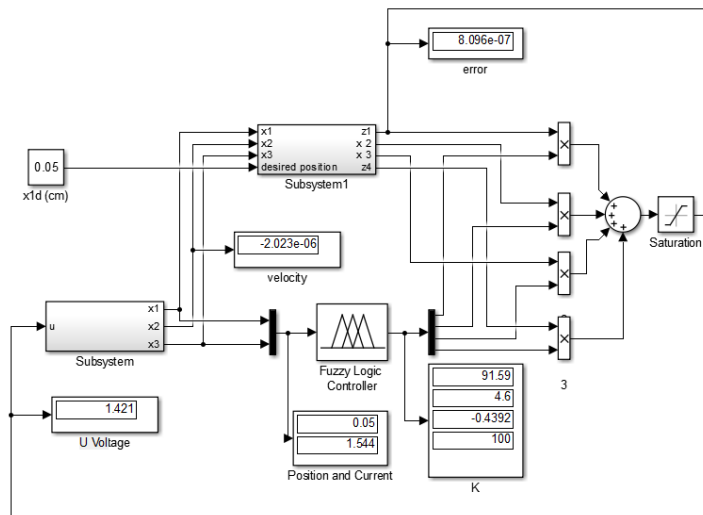 8.096e-07
error
x1
x2
x3
desired position
z1
x 2
x 3
z4
Subsystem1
0.05
x1d (cm)
×
×
×
×
+
+
+
+
Saturation
-2.023e-06
velocity
u
x1
x2
x3
Subsystem
Fuzzy Logic
Controller
1.421
U Voltage
0.05
1.544
Position and Current
91.59
4.6
-0.4392
100
K
3